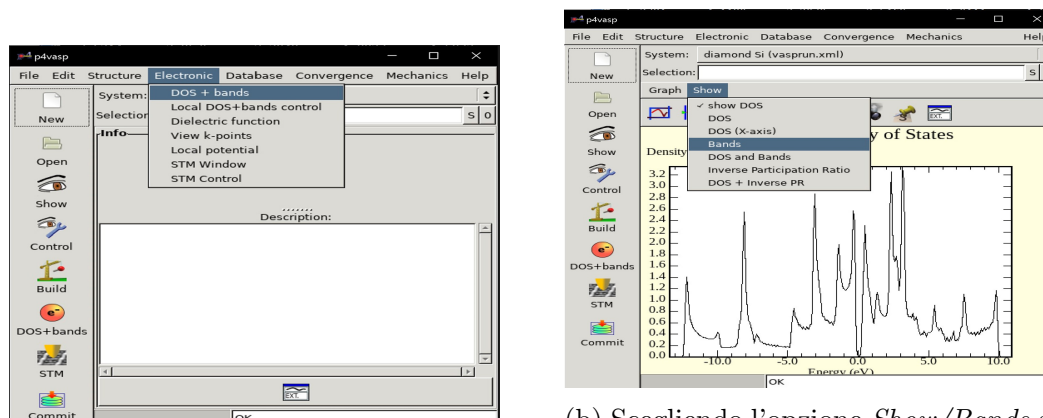 p4vasp
File Edit Structure Electronic Database Convergence Mechanics Help
New
Open
Show
Control
Build
DOS+bands
STM
Commit
System:
Selection
S O
Info
DOS + bands
Local DOS+bands control
Dielectric function
View k-points
Local potential
STM Window
STM Control
Description:
EXT.
OK
p4vasp
File Edit Structure Electronic Database Convergence Mechanics Hel
New
Open
Show
Control
Build
DOS+bands
STM
Commit
System: diamond Si (vasprun.xml)
Selection:
S
Graph Show
✓ show DOS
DOS
DOS (X-axis)
Bands
DOS and Bands
Inverse Participation Ratio
DOS + Inverse PR
EXT.
y of States
Density
3.2
3.0
2.8
2.6
2.4
2.2
2.0
1.8
1.6
1.4
1.2
1.0
0.8
0.6
0.4
0.2
0.0
-10.0 -5.0 0.0 5.0 10.0
Energy (eV)
OK
(b) Scegliendo l'opzione Show/Bands